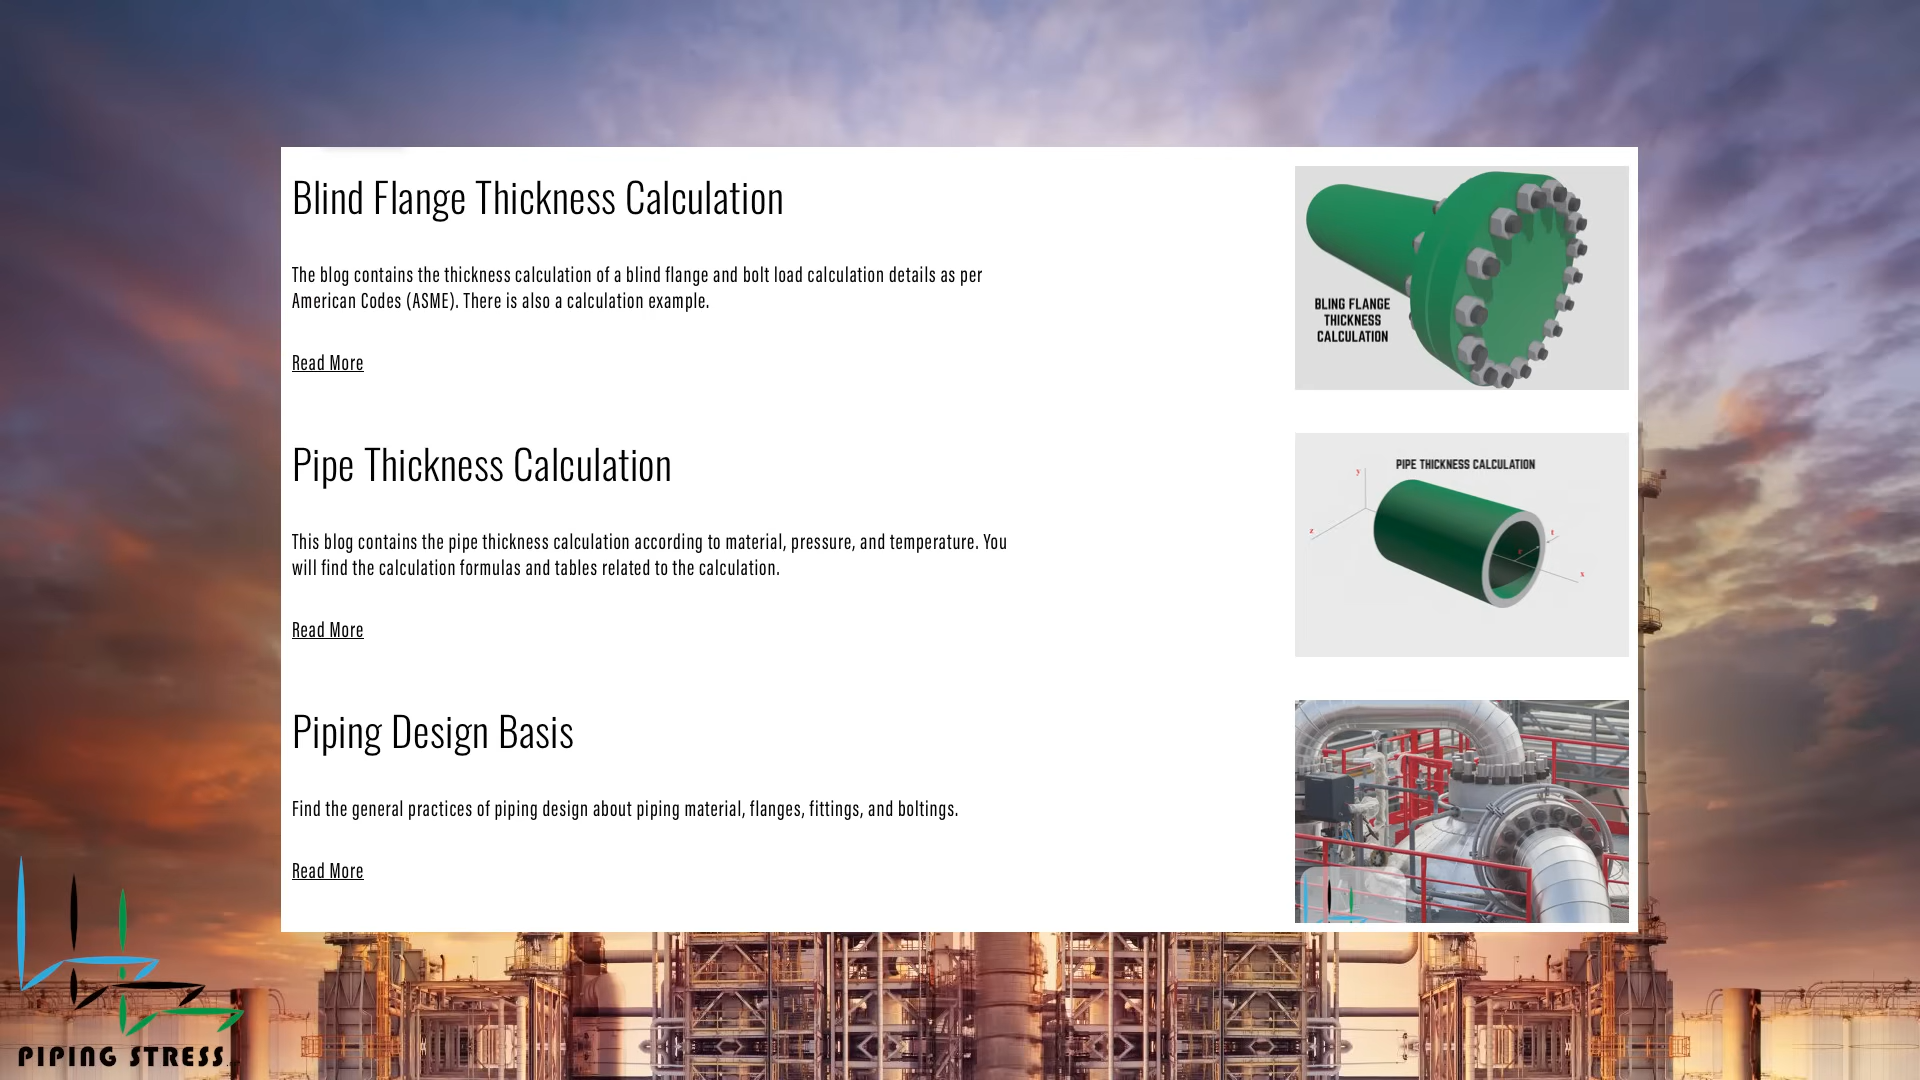 Blind Flange Thickness Calculation
The blog contains the thickness calculation of a blind flange and bolt load calculation details as per
American Codes (ASME). There is also a calculation example.
Read More
BLING FLANGE
THICKNESS
CALCULATION
Pipe Thickness Calculation
This blog contains the pipe thickness calculation according to material, pressure, and temperature. You
will find the calculation formulas and tables related to the calculation.
Read More
PIPE THICKNESS CALCULATION
y
z
t
r
x
Piping Design Basis
Find the general practices of piping design about piping material, flanges, fittings, and boltings.
Read More
PIPING STRESS